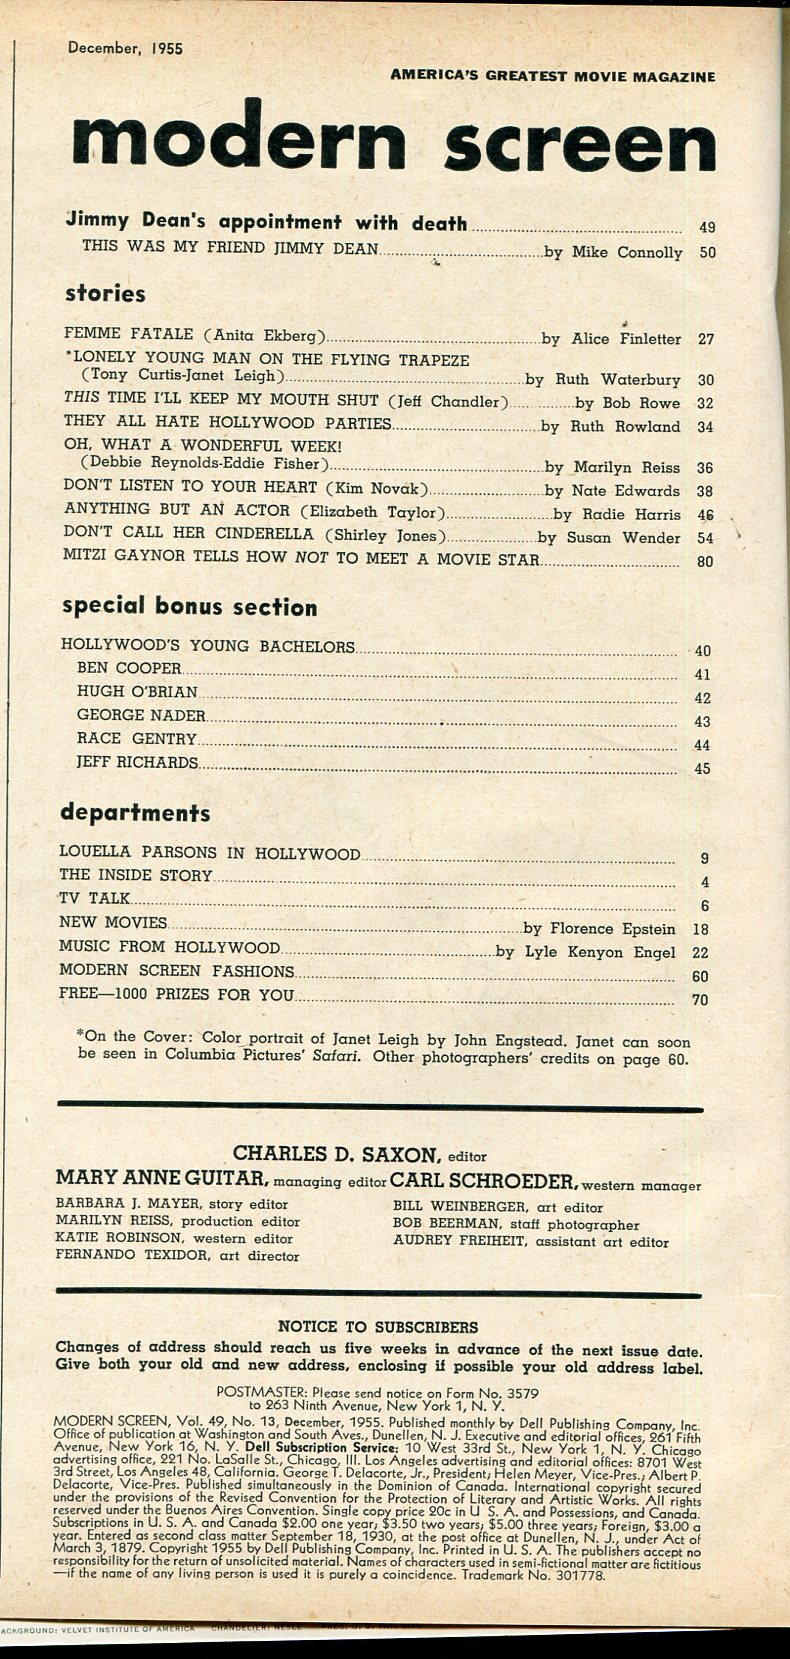 December, 1955
AMERICA'S GREATEST MOVIE MAGAZINE
modern screen
Jimmy Dean's appointment with death 49
THIS WAS MY FRIEND JIMMY DEAN by Mike Connolly 50
stories
FEMME FATALE (Anita Ekberg) by Alice Finletter 27
*LONELY YOUNG MAN ON THE FLYING TRAPEZE
(Tony Curtis-Janet Leigh) by Ruth Waterbury 30
THIS TIME I'LL KEEP MY MOUTH SHUT (Jeff Chandler) by Bob Rowe 32
THEY ALL HATE HOLLYWOOD PARTIES by Ruth Rowland 34
OH, WHAT A WONDERFUL WEEK!
(Debbie Reynolds-Eddie Fisher) by Marilyn Reiss 36
DON'T LISTEN TO YOUR HEART (Kim Novak) by Nate Edwards 38
ANYTHING BUT AN ACTOR (Elizabeth Taylor) by Radie Harris 46
DON'T CALL HER CINDERELLA (Shirley Jones) by Susan Wender 54
MITZI GAYNOR TELLS HOW NOT TO MEET A MOVIE STAR 80
special bonus section
HOLLYWOOD'S YOUNG BACHELORS 40
BEN COOPER 41
HUGH O'BRIAN 42
GEORGE NADER 43
RACE GENTRY 44
JEFF RICHARDS 45
departments
LOUELLA PARSONS IN HOLLYWOOD 9
THE INSIDE STORY 4
TV TALK 6
NEW MOVIES by Florence Epstein 18
MUSIC FROM HOLLYWOOD by Lyle Kenyon Engel 22
MODERN SCREEN FASHIONS 60
FREE—1000 PRIZES FOR YOU 70
*On the Cover: Color portrait of Janet Leigh by John Engstead. Janet can soon
be seen in Columbia Pictures' Safari. Other photographers' credits on page 60.
CHARLES D. SAXON, editor
MARY ANNE GUITAR, managing editor CARL SCHROEDER, western manager
BARBARA J. MAYER, story editor
MARILYN REISS, production editor
KATIE ROBINSON, western editor
FERNANDO TEXIDOR, art director
BILL WEINBERGER, art editor
BOB BEERMAN, staff photographer
AUDREY FREIHEIT, assistant art editor
NOTICE TO SUBSCRIBERS
Changes of address should reach us five weeks in advance of the next issue date.
Give both your old and new address, enclosing if possible your old address label.
POSTMASTER: Please send notice on Form No. 3579
to 263 Ninth Avenue, New York 1, N. Y.
MODERN SCREEN, Vol. 49, No. 13, December, 1955. Published monthly by Dell Publishing Company, Inc.
Office of publication at Washington and South Aves., Dunellen, N. J. Executive and editorial offices, 261 Fifth
Avenue, New York 16, N. Y. Dell Subscription Service: 10 West 33rd St., New York 1, N. Y. Chicago
advertising office, 221 No. LaSalle St., Chicago, Ill. Los Angeles advertising and editorial offices: 8701 West
3rd Street, Los Angeles 48, California. George T. Delacorte, Jr., President; Helen Meyer, Vice-Pres.; Albert P.
Delacorte, Vice-Pres. Published simultaneously in the Dominion of Canada. International copyright secured
under the provisions of the Revised Convention for the Protection of Literary and Artistic Works. All rights
reserved under the Buenos Aires Convention. Single copy price 20c in U. S. A. and Possessions, and Canada.
Subscriptions in U. S. A. and Canada $2.00 one year; $3.50 two years; $5.00 three years; Foreign, $3.00 a
year. Entered as second class matter September 18, 1930, at the post office at Dunellen, N. J., under Act of
March 3, 1879. Copyright 1955 by Dell Publishing Company, Inc. Printed in U. S. A. The publishers accept no
responsibility for the return of unsolicited material. Names of characters used in semi-fictional matter are fictitious
—if the name of any living person is used it is purely a coincidence. Trademark No. 301778.
ACKGROUND: VELVET INSTITUTE OF AMERICA CHANDELIER: NESLE